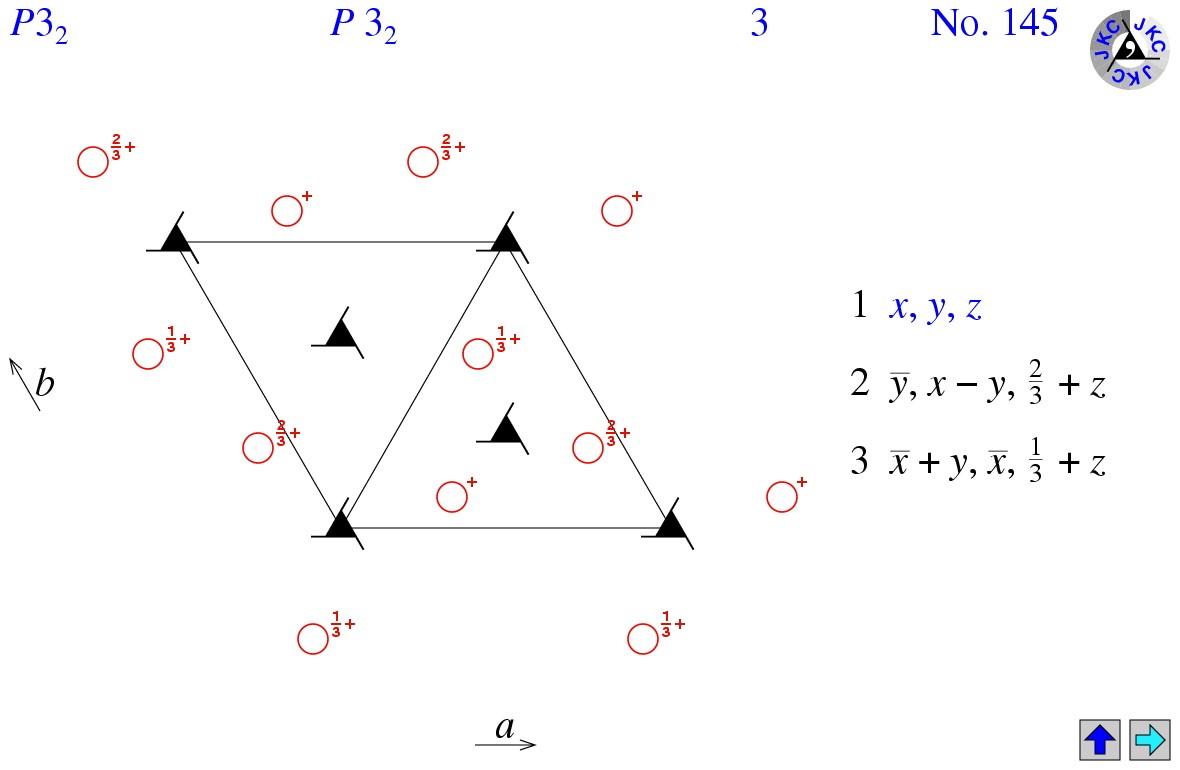 P3₂ P 3₂ 3 No. 145
JKC JKC JKC
2/3+ 2/3+
+ +
1 x, y, z
1/3+ 1/3+
b
2 y̅, x − y, 2/3 + z
2/3+ 2/3+
3 x̅ + y, x̅, 1/3 + z
+ +
1/3+ 1/3+
a